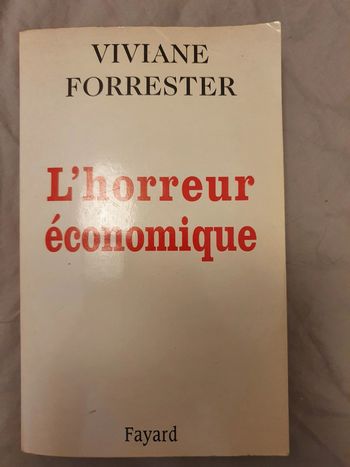 VIVIANE
FORRESTER
L'horreur
économique
Fayard